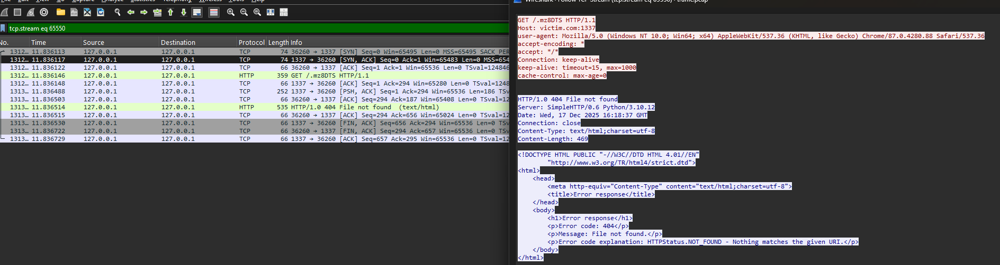 File Edit View Go Capture Analyze Statistics Telephony Wireless Tools Help
tcp.stream eq 65550
No. Time Source Destination Protocol Length Info
1312… 11.836113 127.0.0.1 127.0.0.1 TCP 74 36260 → 1337 [SYN] Seq=0 Win=65495 Len=0 MSS=65495 SACK_PER
1312… 11.836117 127.0.0.1 127.0.0.1 TCP 74 1337 → 36260 [SYN, ACK] Seq=0 Ack=1 Win=65483 Len=0 MSS=654
1312… 11.836122 127.0.0.1 127.0.0.1 TCP 66 36260 → 1337 [ACK] Seq=1 Ack=1 Win=65536 Len=0 TSval=124846
1312… 11.836146 127.0.0.1 127.0.0.1 HTTP 359 GET /.mz8DTS HTTP/1.1
1312… 11.836148 127.0.0.1 127.0.0.1 TCP 66 1337 → 36260 [ACK] Seq=1 Ack=294 Win=65280 Len=0 TSval=1248
1313… 11.836488 127.0.0.1 127.0.0.1 TCP 252 1337 → 36260 [PSH, ACK] Seq=1 Ack=294 Win=65536 Len=186 TSv
1313… 11.836503 127.0.0.1 127.0.0.1 TCP 66 36260 → 1337 [ACK] Seq=294 Ack=187 Win=65408 Len=0 TSval=12
1313… 11.836514 127.0.0.1 127.0.0.1 HTTP 535 HTTP/1.0 404 File not found (text/html)
1313… 11.836515 127.0.0.1 127.0.0.1 TCP 66 36260 → 1337 [ACK] Seq=294 Ack=656 Win=65024 Len=0 TSval=12
1313… 11.836530 127.0.0.1 127.0.0.1 TCP 66 1337 → 36260 [FIN, ACK] Seq=656 Ack=294 Win=65536 Len=0 TSv
1313… 11.836722 127.0.0.1 127.0.0.1 TCP 66 36260 → 1337 [FIN, ACK] Seq=294 Ack=657 Win=65536 Len=0 TSv
1313… 11.836729 127.0.0.1 127.0.0.1 TCP 66 1337 → 36260 [ACK] Seq=657 Ack=295 Win=65536 Len=0 TSval=12
Wireshark · Follow TCP Stream (tcp.stream eq 65550) · traffic.pcap
GET /.mz8DTS HTTP/1.1
Host: victim.com:1337
user-agent: Mozilla/5.0 (Windows NT 10.0; Win64; x64) AppleWebKit/537.36 (KHTML, like Gecko) Chrome/87.0.4280.88 Safari/537.36
accept-encoding: *
accept: */*
Connection: keep-alive
keep-alive: timeout=15, max=1000
cache-control: max-age=0
HTTP/1.0 404 File not found
Server: SimpleHTTP/0.6 Python/3.10.12
Date: Wed, 17 Dec 2025 16:18:37 GMT
Connection: close
Content-Type: text/html;charset=utf-8
Content-Length: 469
<!DOCTYPE HTML PUBLIC "-//W3C//DTD HTML 4.01//EN"
"http://www.w3.org/TR/html4/strict.dtd">
<html>
<head>
<meta http-equiv="Content-Type" content="text/html;charset=utf-8">
<title>Error response</title>
</head>
<body>
<h1>Error response</h1>
<p>Error code: 404</p>
<p>Message: File not found.</p>
<p>Error code explanation: HTTPStatus.NOT_FOUND - Nothing matches the given URI.</p>
</body>
</html>